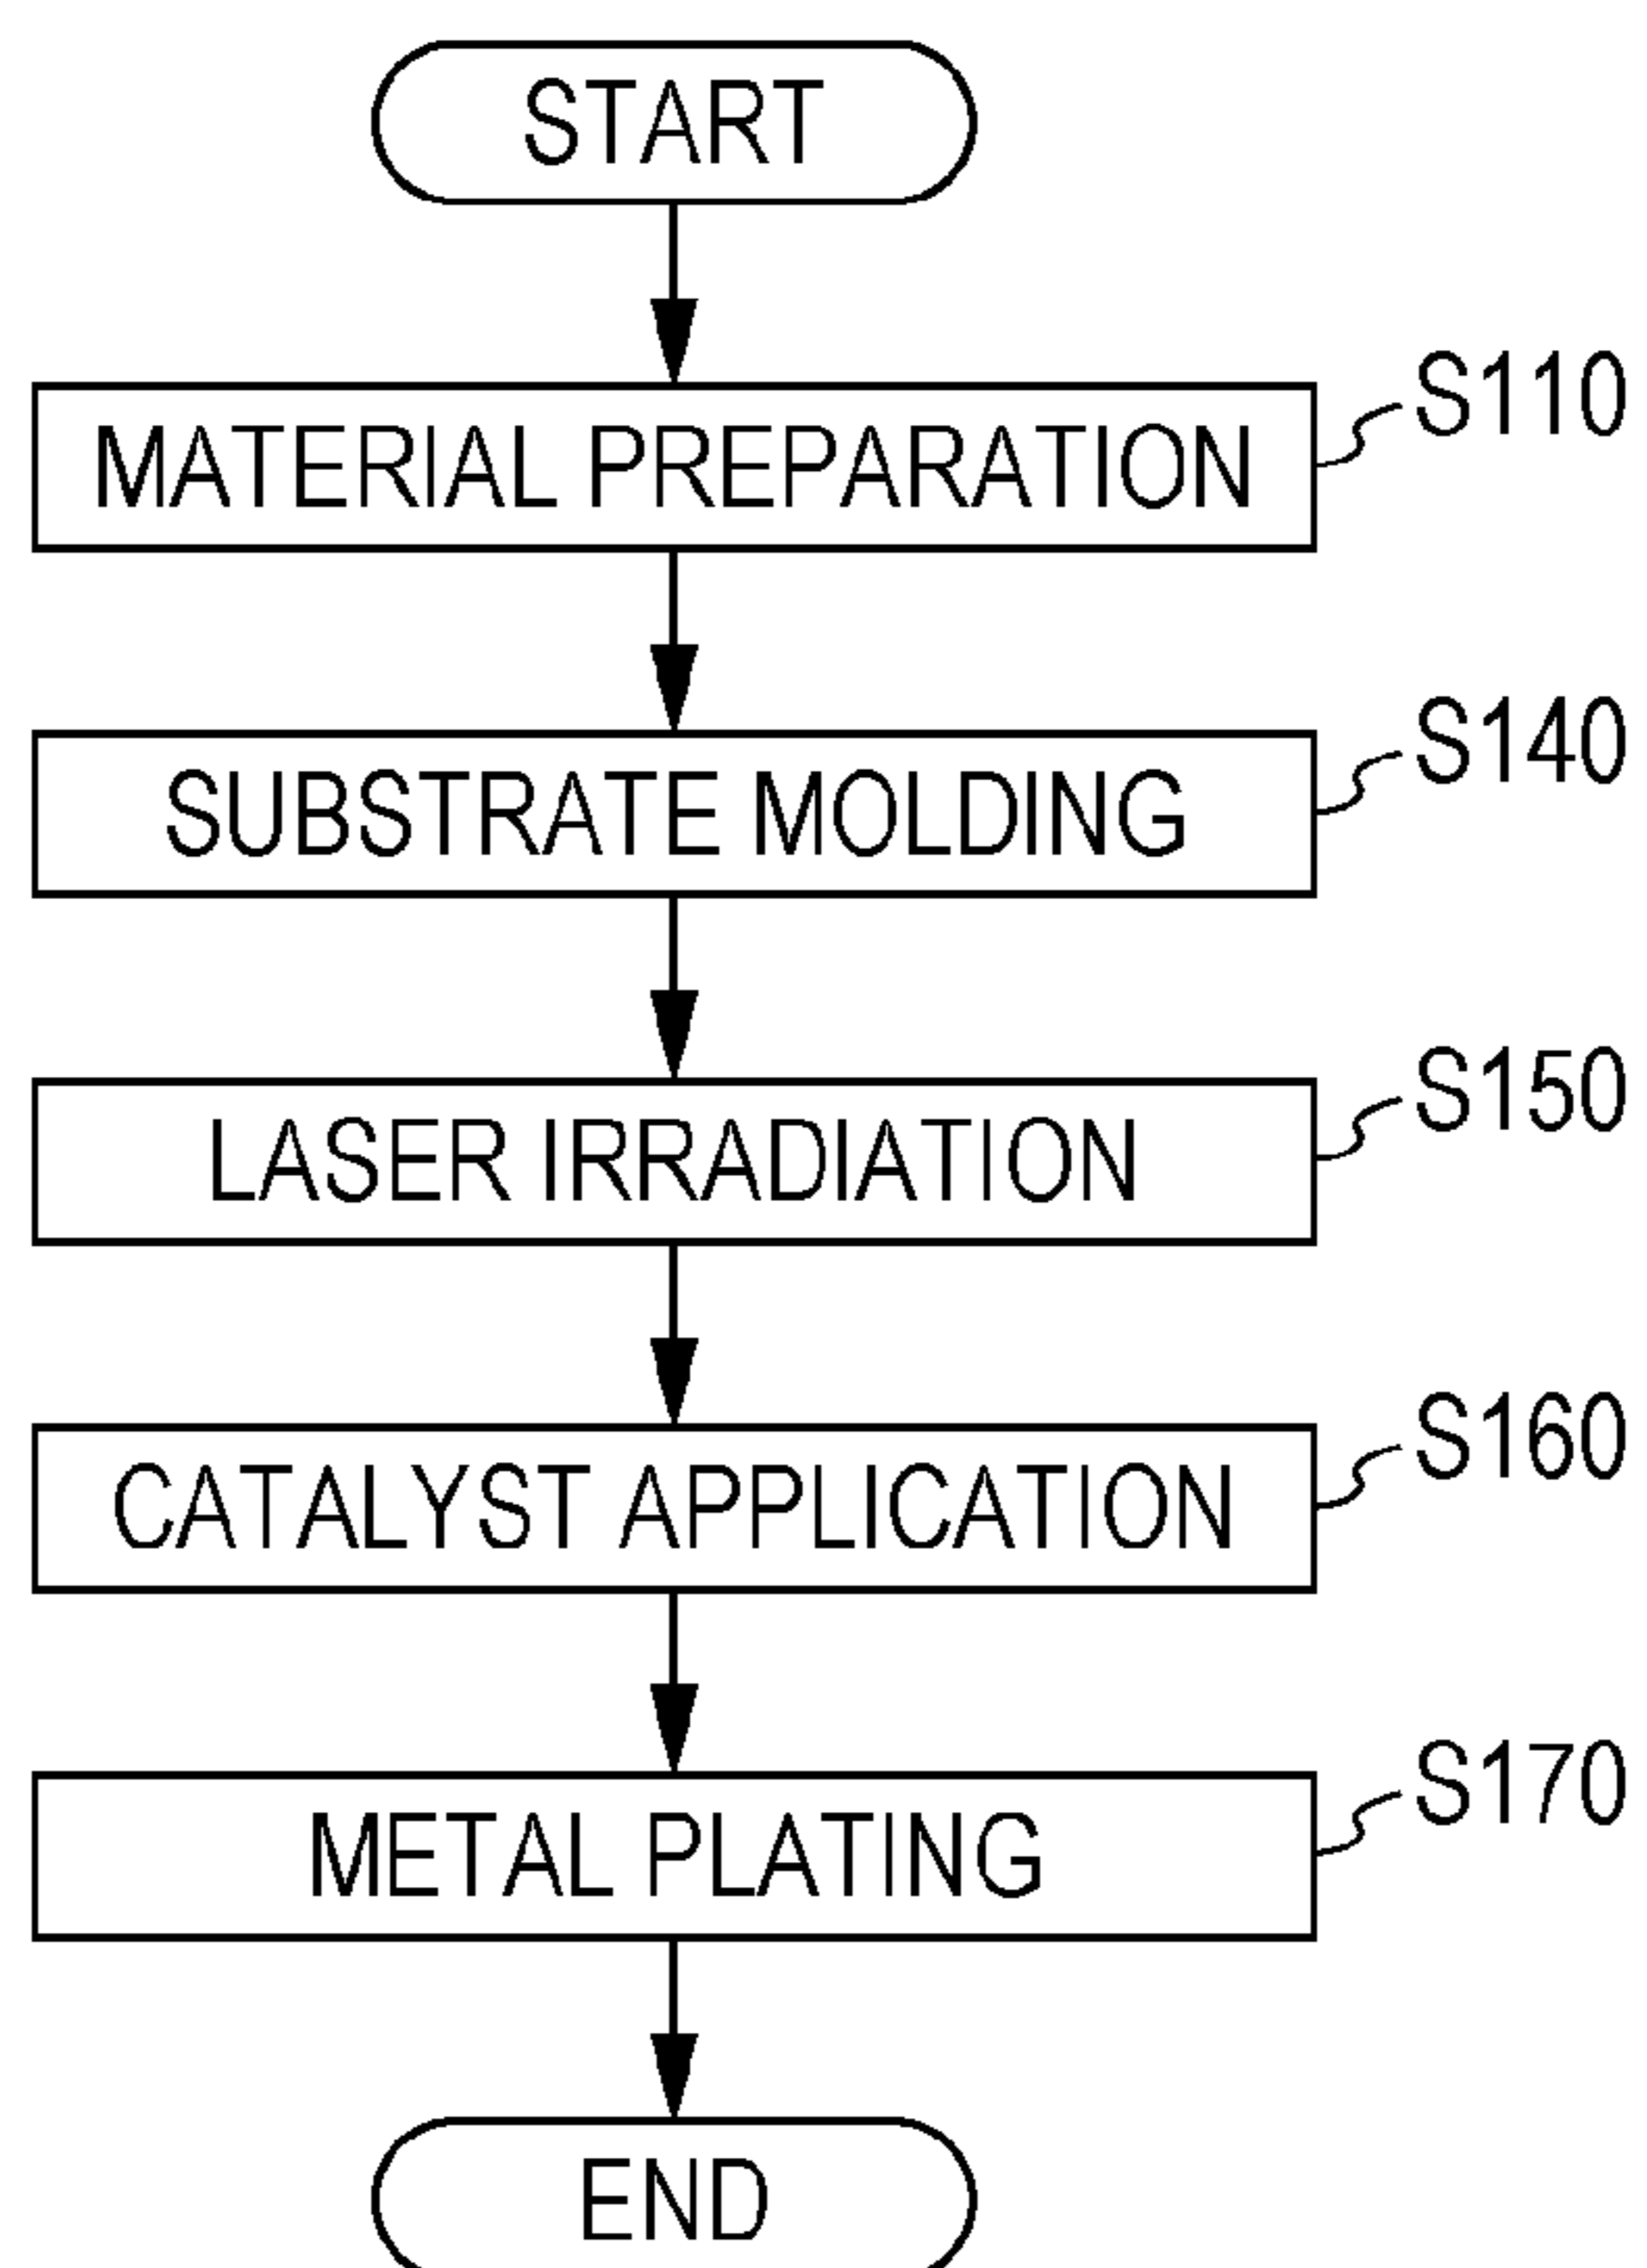 START
MATERIAL PREPARATION
S110
SUBSTRATE MOLDING
S140
LASER IRRADIATION
S150
CATALYST APPLICATION
S160
METAL PLATING
S170
END